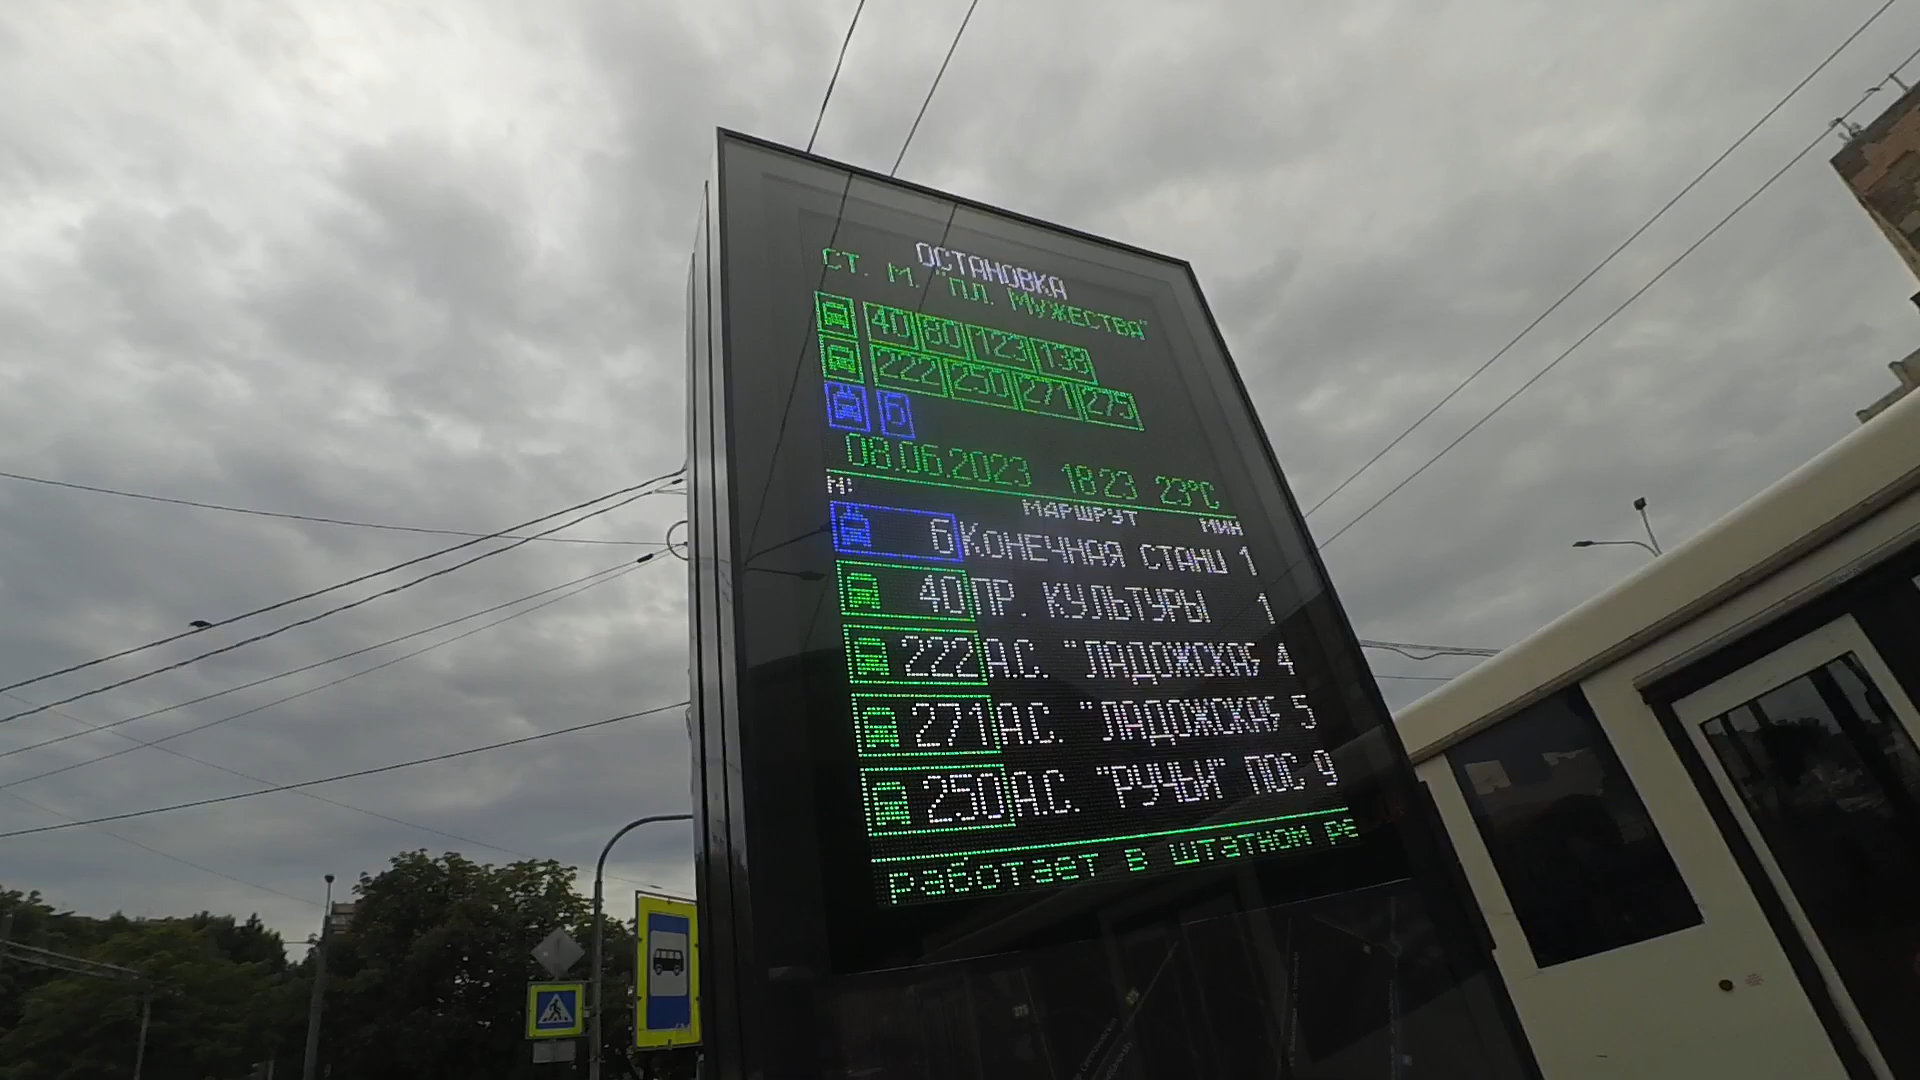 ОСТАНОВКА
СТ. М. "ПЛ. МУЖЕСТВА"
40 80 123 138
222 250 271 275
6
08.06.2023 18:23 23°C
№ МАРШРУТ МИН
6 КОНЕЧНАЯ СТАНЦ 1
40 ПР. КУЛЬТУРЫ 1
222 А.С. "ЛАДОЖСКАЯ 4
271 А.С. "ЛАДОЖСКАЯ 5
250 А.С. "РУЧЬИ" ПОС 9
работает в штатном ре